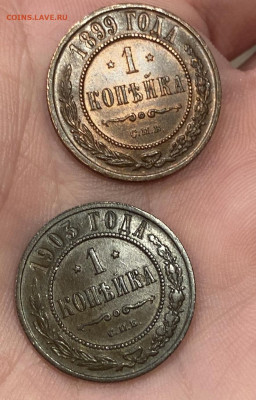 COINS.LAVE.RU
1899 ГОДА
1
КОПѢЙКА
С.П.Б.
1903 ГОДА
1
КОПѢЙКА
С.П.Б.